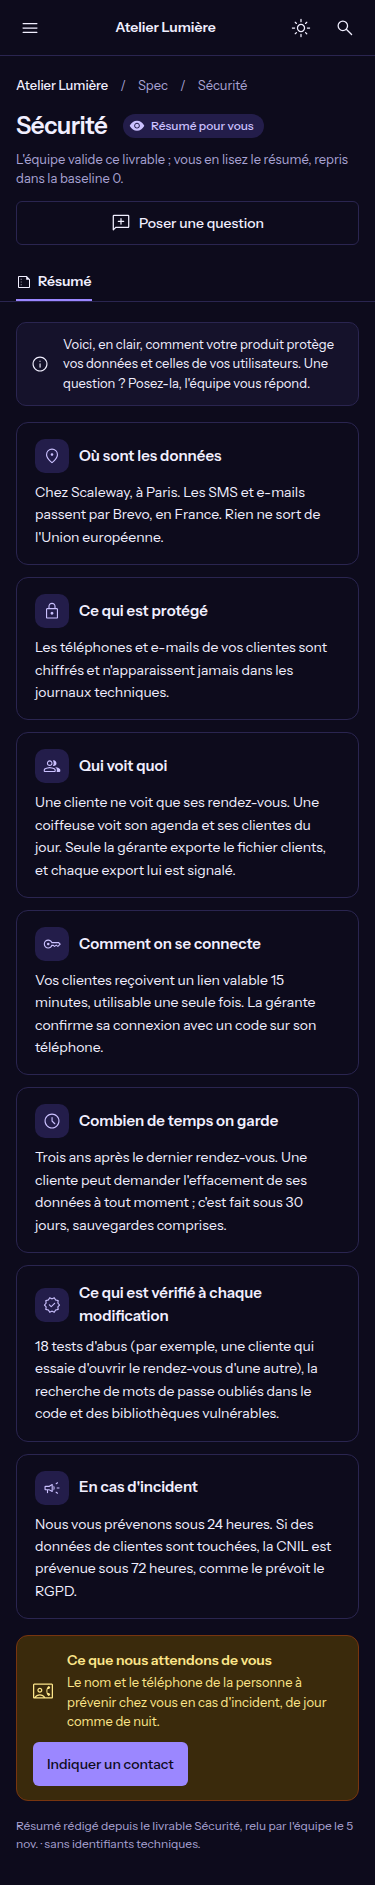 Atelier Lumière
Atelier Lumière / Spec / Sécurité
Sécurité
Résumé pour vous
L'équipe valide ce livrable ; vous en lisez le résumé, repris
dans la baseline 0.
Poser une question
Résumé
Voici, en clair, comment votre produit protège
vos données et celles de vos utilisateurs. Une
question ? Posez-la, l'équipe vous répond.
Où sont les données
Chez Scaleway, à Paris. Les SMS et e-mails
passent par Brevo, en France. Rien ne sort de
l'Union européenne.
Ce qui est protégé
Les téléphones et e-mails de vos clientes sont
chiffrés et n'apparaissent jamais dans les
journaux techniques.
Qui voit quoi
Une cliente ne voit que ses rendez-vous. Une
coiffeuse voit son agenda et ses clientes du
jour. Seule la gérante exporte le fichier clients,
et chaque export lui est signalé.
Comment on se connecte
Vos clientes reçoivent un lien valable 15
minutes, utilisable une seule fois. La gérante
confirme sa connexion avec un code sur son
téléphone.
Combien de temps on garde
Trois ans après le dernier rendez-vous. Une
cliente peut demander l'effacement de ses
données à tout moment ; c'est fait sous 30
jours, sauvegardes comprises.
Ce qui est vérifié à chaque
modification
18 tests d'abus (par exemple, une cliente qui
essaie d'ouvrir le rendez-vous d'une autre), la
recherche de mots de passe oubliés dans le
code et des bibliothèques vulnérables.
En cas d'incident
Nous vous prévenons sous 24 heures. Si des
données de clientes sont touchées, la CNIL est
prévenue sous 72 heures, comme le prévoit le
RGPD.
Ce que nous attendons de vous
Le nom et le téléphone de la personne à
prévenir chez vous en cas d'incident, de jour
comme de nuit.
Indiquer un contact
Résumé rédigé depuis le livrable Sécurité, relu par l'équipe le 5
nov. · sans identifiants techniques.